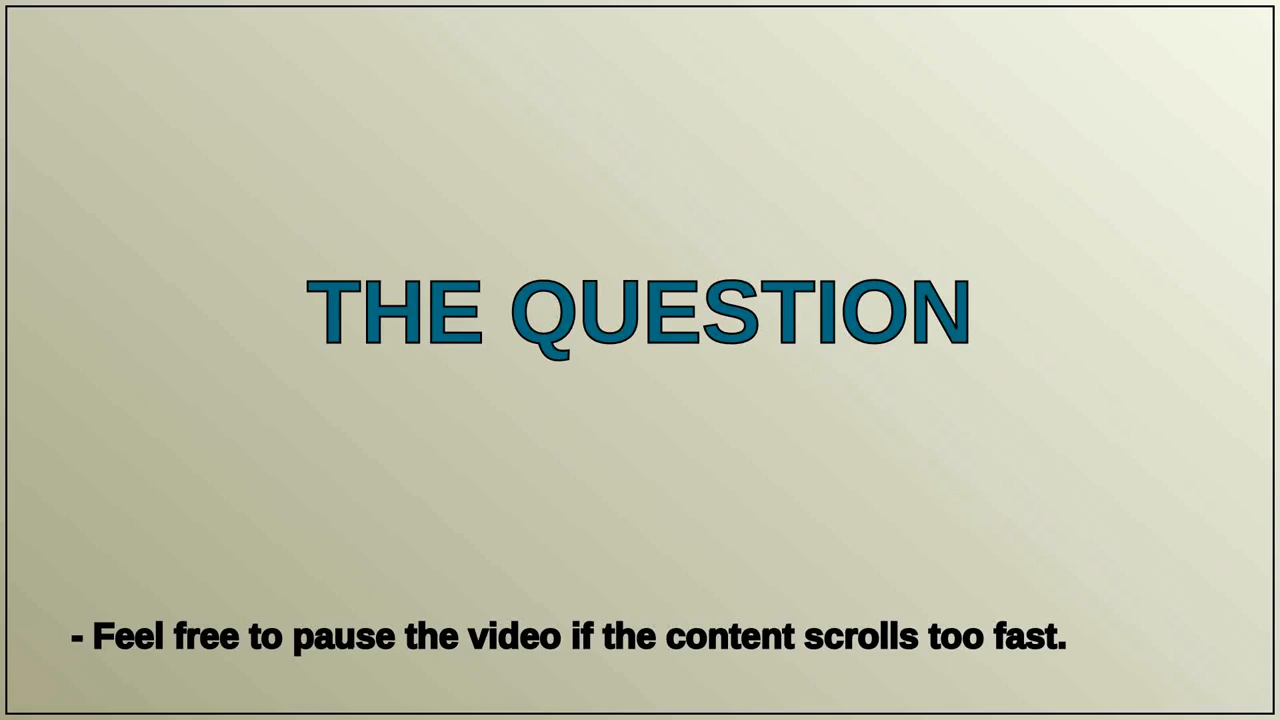 THE QUESTION
- Feel free to pause the video if the content scrolls too fast.